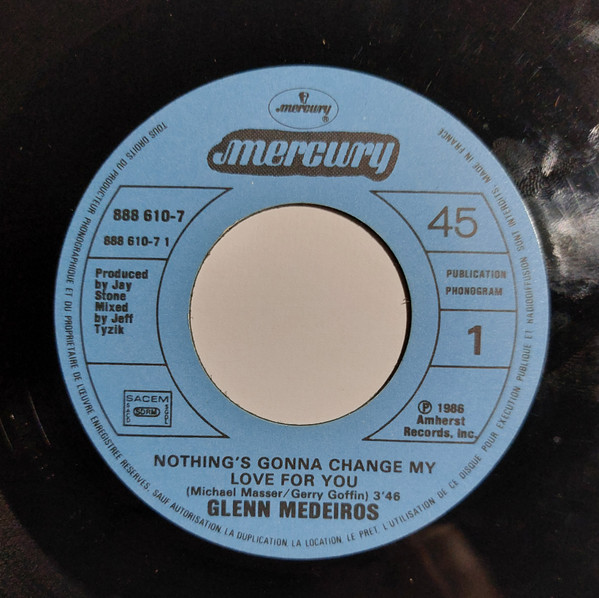 mercury
®
mercury
888 610-7
888 610-7 1
Produced
by Jay
Stone
Mixed
by Jeff
Tyzik
SACEM
SDRM
45
PUBLICATION
PHONOGRAM
1
℗ 1986
Amherst
Records, Inc.
NOTHING'S GONNA CHANGE MY
LOVE FOR YOU
(Michael Masser/Gerry Goffin) 3'46
GLENN MEDEIROS
TOUS DROITS DU PRODUCTEUR PHONOGRAPHIQUE ET DU PROPRIETAIRE DE L'ŒUVRE ENREGISTREE RESERVES. SAUF AUTORISATION, LA DUPLICATION, LA LOCATION, LE PRET, L'UTILISATION DE CE DISQUE POUR EXECUTION PUBLIQUE ET RADIODIFFUSION SONT INTERDITS. MADE IN FRANCE